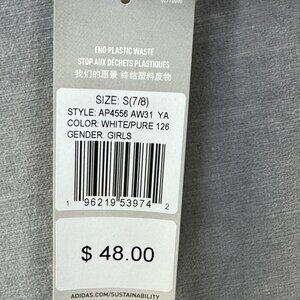 END PLASTIC WASTE
STOP AUX DÉCHETS PLASTIQUES
我们的愿景 终结塑料废物
SIZE: S(7/8)
STYLE: AP4556 AW31 YA
COLOR: WHITE/PURE 126
GENDER: GIRLS
1 96219 53974 2
$ 48.00
ADIDAS.COM/SUSTAINABILITY